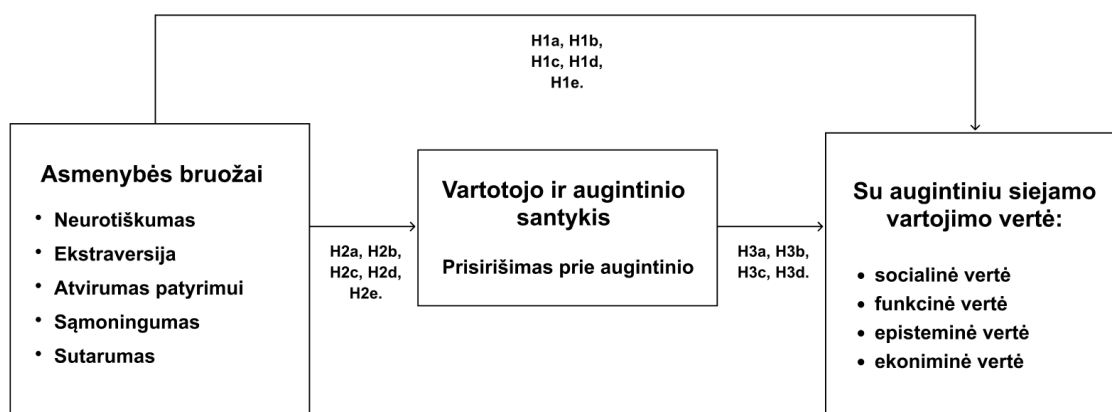 H1a, H1b,
H1c, H1d,
H1e.
Asmenybės bruožai
• Neurotiškumas
• Ekstraversija
• Atvirumas patyrimui
• Sąmoningumas
• Sutarumas
H2a, H2b,
H2c, H2d,
H2e.
Vartotojo ir augintinio
santykis
Prisirišimas prie augintinio
H3a, H3b,
H3c, H3d.
Su augintiniu siejamo
vartojimo vertė:
• socialinė vertė
• funkcinė vertė
• episteminė vertė
• ekoniminė vertė